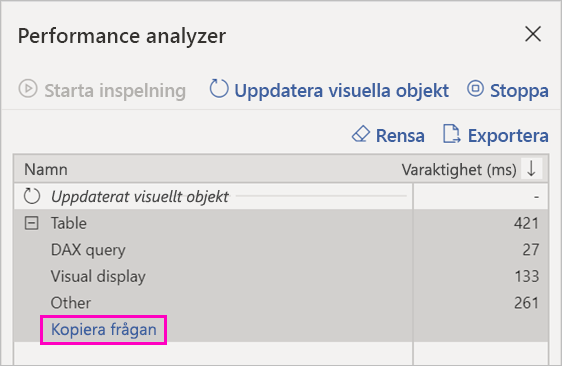 Performance analyzer
Starta inspelning Uppdatera visuella objekt Stoppa
Rensa Exportera
Namn Varaktighet (ms) ↓
Uppdaterat visuellt objekt -
Table 421
DAX query 27
Visual display 133
Other 261
Kopiera frågan